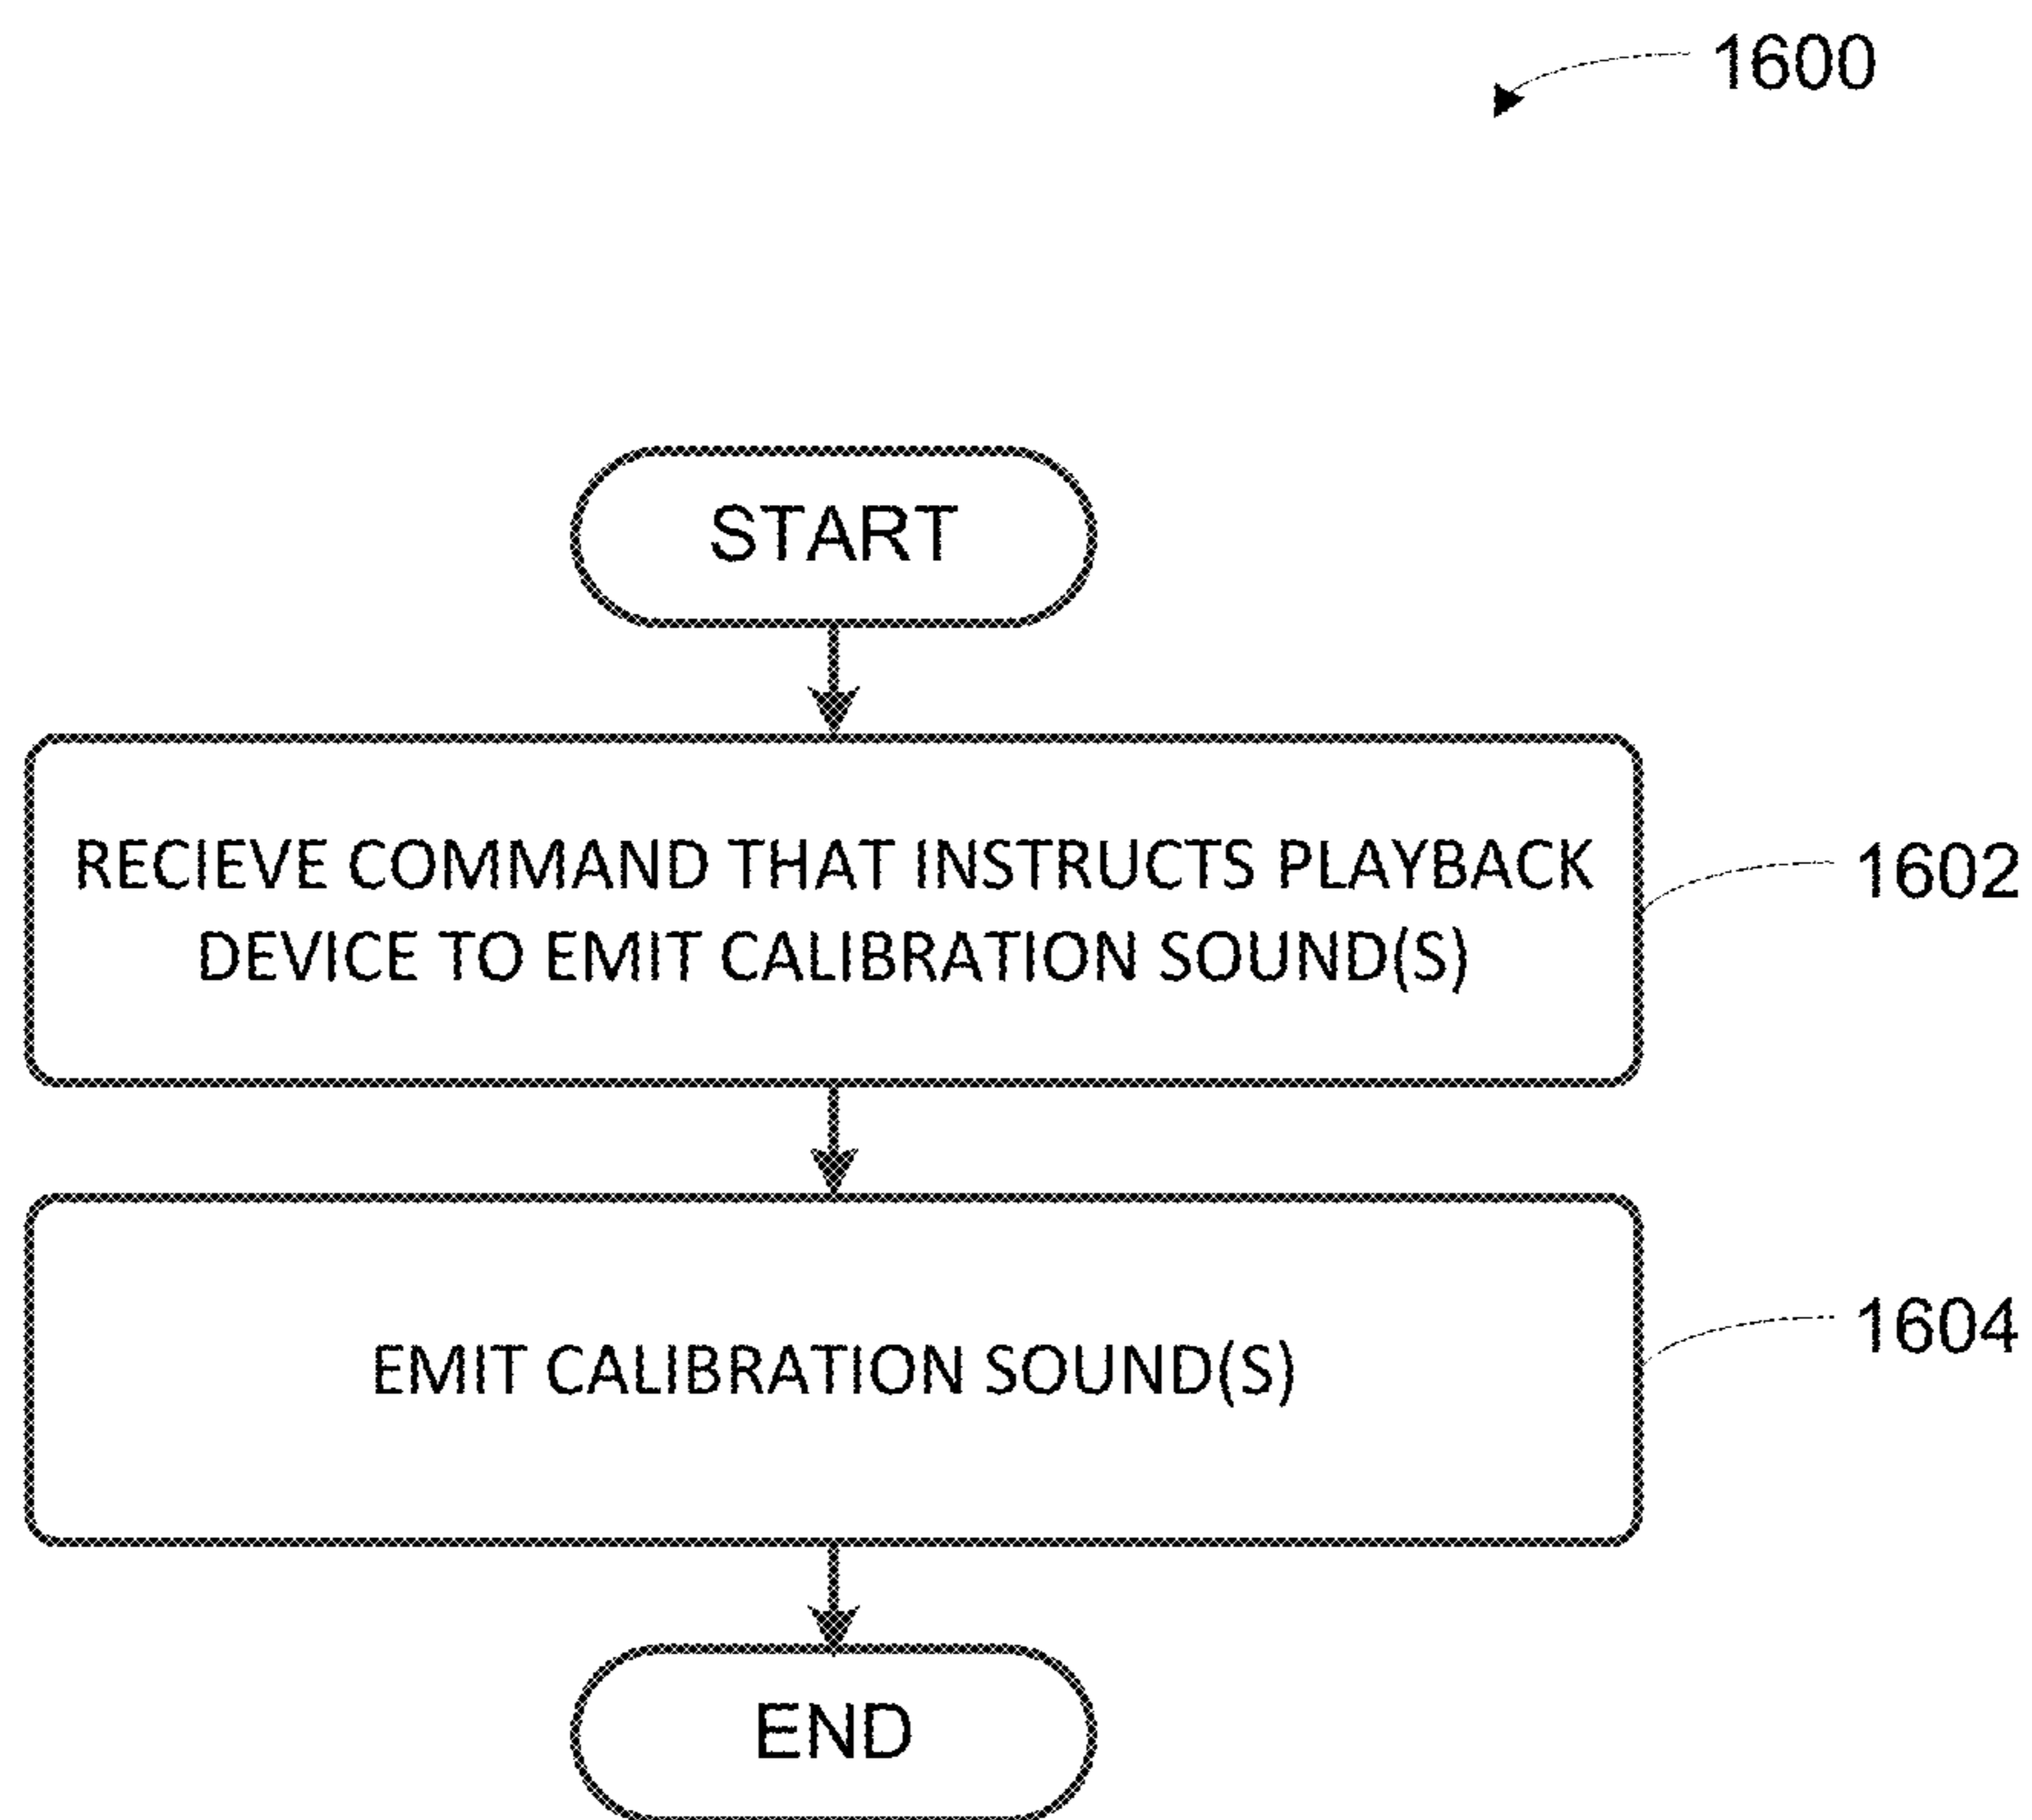 1600
START
RECIEVE COMMAND THAT INSTRUCTS PLAYBACK
DEVICE TO EMIT CALIBRATION SOUND(S)
1602
EMIT CALIBRATION SOUND(S)
1604
END